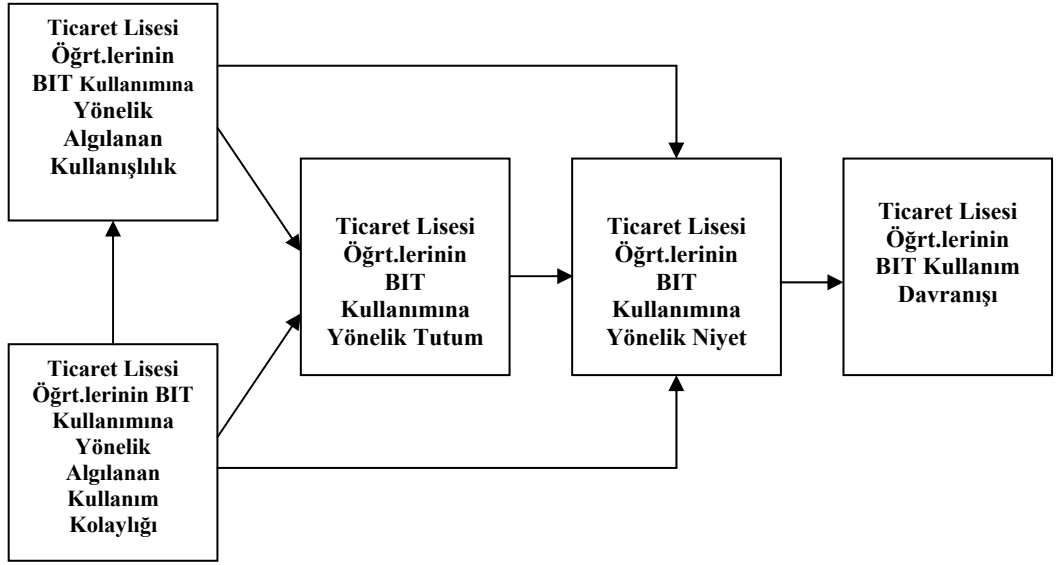 Ticaret Lisesi
Öğrt.lerinin
BIT Kullanımına
Yönelik
Algılanan
Kullanışlılık
Ticaret Lisesi
Öğrt.lerinin BIT
Kullanımına
Yönelik
Algılanan
Kullanım
Kolaylığı
Ticaret Lisesi
Öğrt.lerinin
BIT
Kullanımına
Yönelik Tutum
Ticaret Lisesi
Öğrt.lerinin
BIT
Kullanımına
Yönelik Niyet
Ticaret Lisesi
Öğrt.lerinin
BIT Kullanım
Davranışı